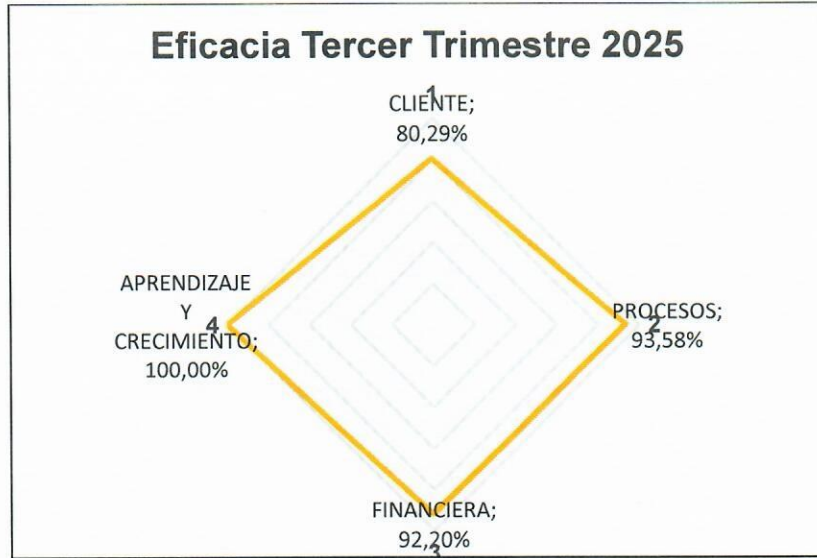 Eficacia Tercer Trimestre 2025
1
CLIENTE;
80,29%
APRENDIZAJE
Y
4
CRECIMIENTO;
100,00%
PROCESOS;
2
93,58%
FINANCIERA;
92,20%
3